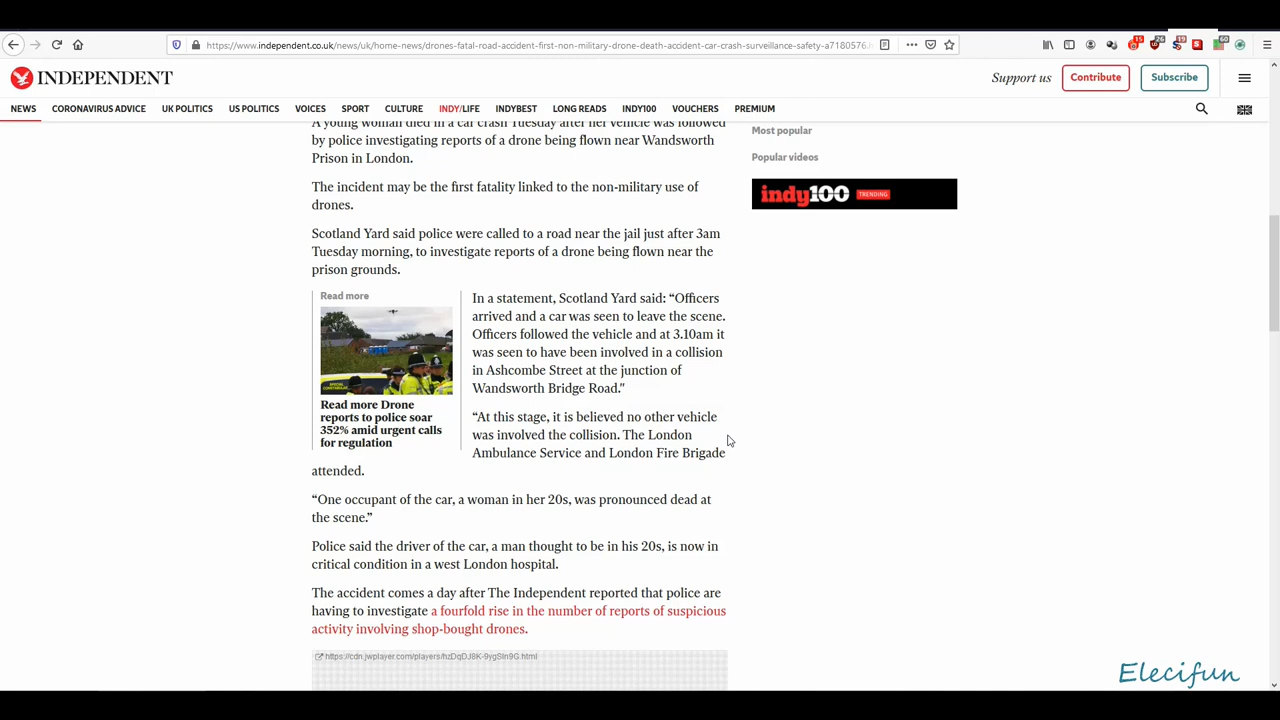 https://www.independent.co.uk/news/uk/home-news/drones-fatal-road-accident-first-non-military-drone-death-accident-car-crash-surveillance-safety-a7180576.h
15
26
19
60
INDEPENDENT
Support us
Contribute
Subscribe
NEWS CORONAVIRUS ADVICE UK POLITICS US POLITICS VOICES SPORT CULTURE INDY/LIFE INDYBEST LONG READS INDY100 VOUCHERS PREMIUM
A young woman died in a car crash Tuesday after her vehicle was followed
by police investigating reports of a drone being flown near Wandsworth
Prison in London.
The incident may be the first fatality linked to the non-military use of
drones.
Scotland Yard said police were called to a road near the jail just after 3am
Tuesday morning, to investigate reports of a drone being flown near the
prison grounds.
Read more
SPECIAL
CONSTABULARY
Read more Drone
reports to police soar
352% amid urgent calls
for regulation
In a statement, Scotland Yard said: “Officers
arrived and a car was seen to leave the scene.
Officers followed the vehicle and at 3.10am it
was seen to have been involved in a collision
in Ashcombe Street at the junction of
Wandsworth Bridge Road."
“At this stage, it is believed no other vehicle
was involved the collision. The London
Ambulance Service and London Fire Brigade
attended.
“One occupant of the car, a woman in her 20s, was pronounced dead at
the scene.”
Police said the driver of the car, a man thought to be in his 20s, is now in
critical condition in a west London hospital.
The accident comes a day after The Independent reported that police are
having to investigate a fourfold rise in the number of reports of suspicious
activity involving shop-bought drones.
https://cdn.jwplayer.com/players/hzDqDJ8K-9ygSIn9G.html
Most popular
Popular videos
indy100 TRENDING
Elecifun